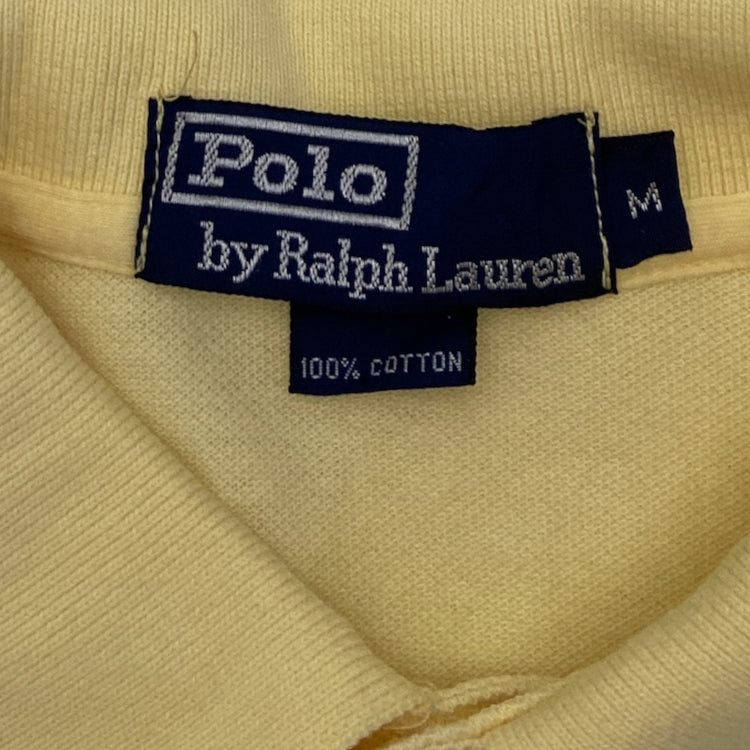 Polo
by Ralph Lauren
M
100% COTTON